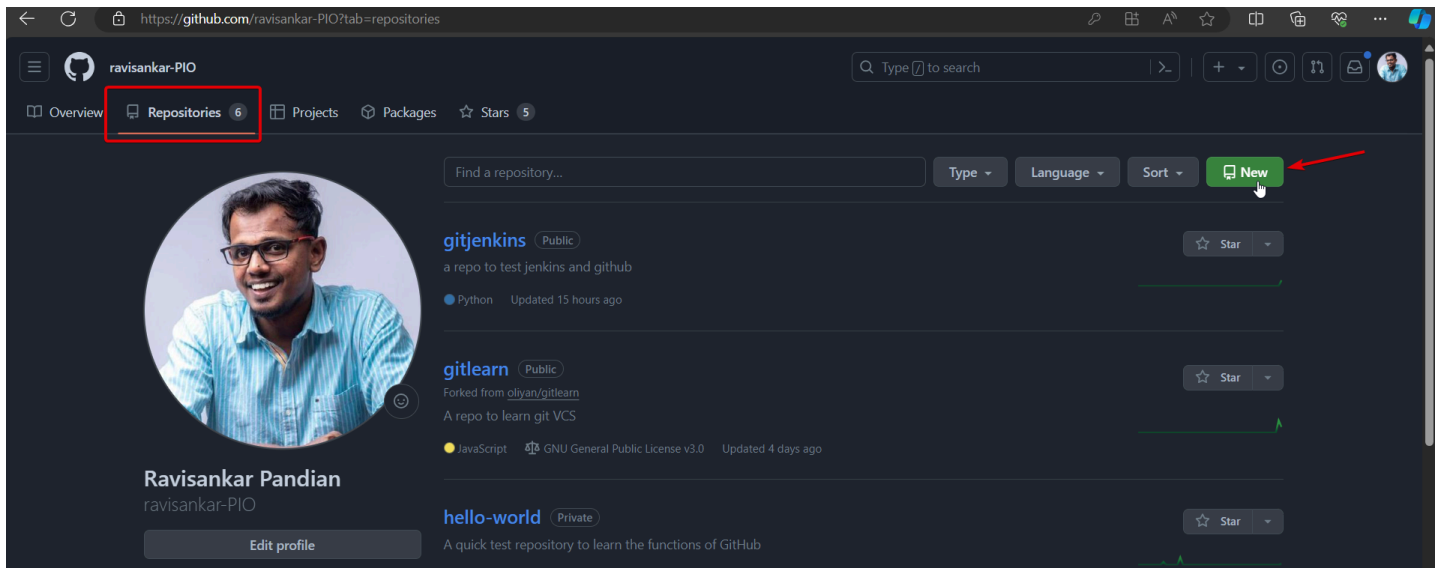 https://github.com/ravisankar-PIO?tab=repositories
ravisankar-PIO
Type / to search
Overview Repositories 6 Projects Packages Stars 5
Find a repository...
Type Language Sort New
gitjenkins Public
Star
a repo to test jenkins and github
Python Updated 15 hours ago
gitlearn Public
Star
Forked from oliyan/gitlearn
A repo to learn git VCS
JavaScript GNU General Public License v3.0 Updated 4 days ago
Ravisankar Pandian
ravisankar-PIO
Edit profile
hello-world Private
Star
A quick test repository to learn the functions of GitHub